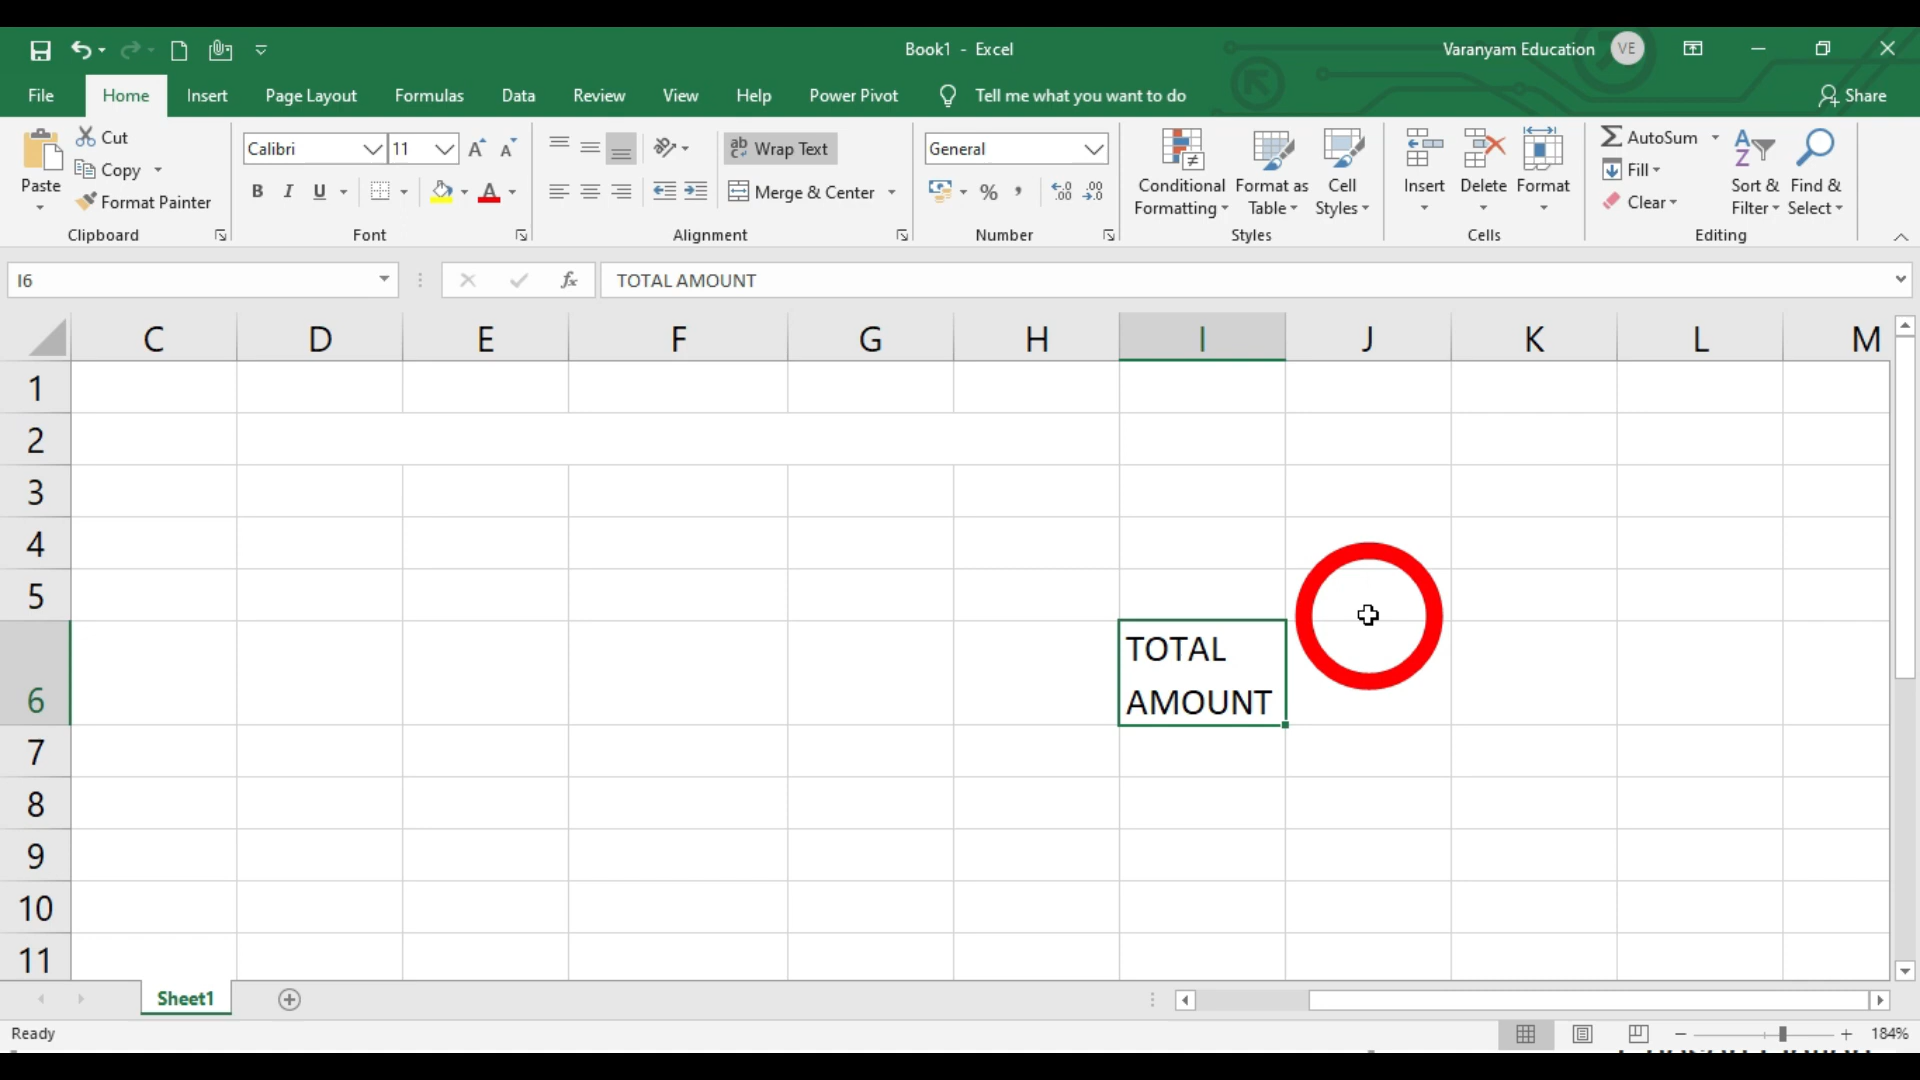 Book1 - Excel
Varanyam Education VE
File Home Insert Page Layout Formulas Data Review View Help Power Pivot Tell me what you want to do Share
Paste
Cut
Copy
Format Painter
Clipboard
Calibri 11
B I U A
Font
ab Wrap Text
Merge & Center
Alignment
General
% , .00 .00
Number
Conditional Formatting
Format as Table
Cell Styles
Styles
Insert Delete Format
Cells
AutoSum
Fill
Clear
Sort & Filter
Find & Select
Editing
I6 fx TOTAL AMOUNT
C D E F G H I J K L M
1
2
3
4
5
6
TOTAL
AMOUNT
7
8
9
10
11
Sheet1
Ready 184%